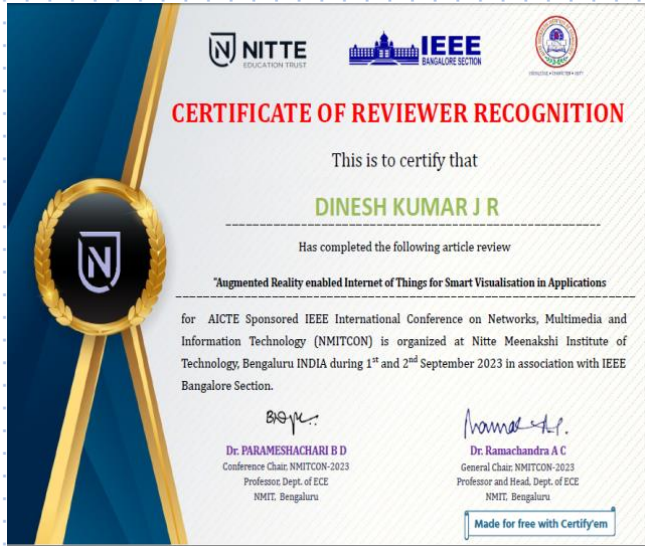 N NITTE
EDUCATION TRUST
IEEE
BANGALORE SECTION
CERTIFICATE OF REVIEWER RECOGNITION
This is to certify that
DINESH KUMAR J R
Has completed the following article review
"Augmented Reality enabled Internet of Things for Smart Visualisation in Applications
for AICTE Sponsored IEEE International Conference on Networks, Multimedia and
Information Technology (NMITCON) is organized at Nitte Meenakshi Institute of
Technology, Bengaluru INDIA during 1st and 2nd September 2023 in association with IEEE
Bangalore Section.
N
Dr. PARAMESHACHARI B D
Conference Chair, NMITCON-2023
Professor, Dept. of ECE
NMIT, Bengaluru
Dr. Ramachandra A C
General Chair, NMITCON-2023
Professor and Head, Dept. of ECE
NMIT, Bengaluru
Made for free with Certify'em